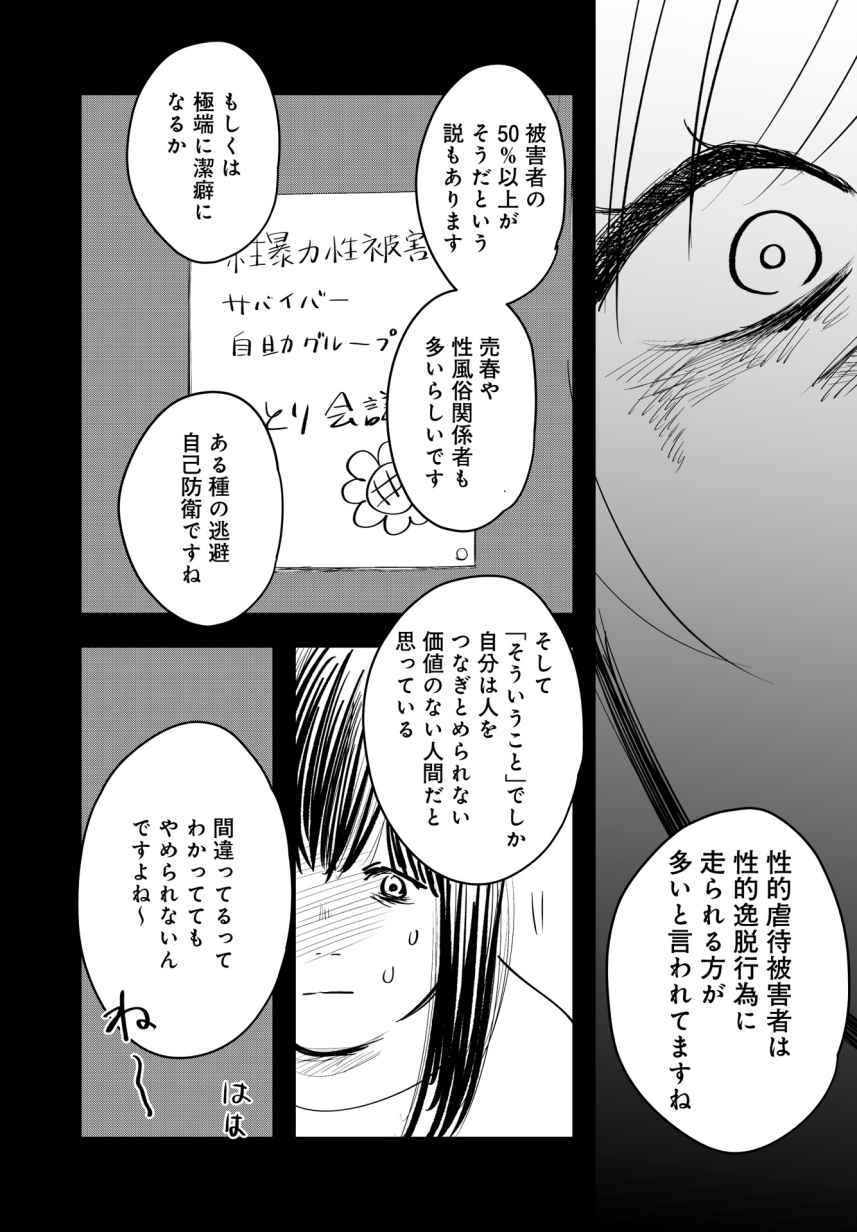 性的虐待被害者は
性的逸脱行為に
走られる方が
多いと言われてますね
被害者の
50%以上が
そうだという
説もあります
売春や
性風俗関係者も
多いらしいです
もしくは
極端に潔癖に
なるか
ある種の逃避
自己防衛ですね
性暴力性被害
サバイバー
自助グループ
とり会議
そして
「そういうこと」でしか
自分は人を
つなぎとめられない
価値のない人間だと
思っている
間違ってるって
わかってても
やめられないん
ですよね〜
ね〜
はは